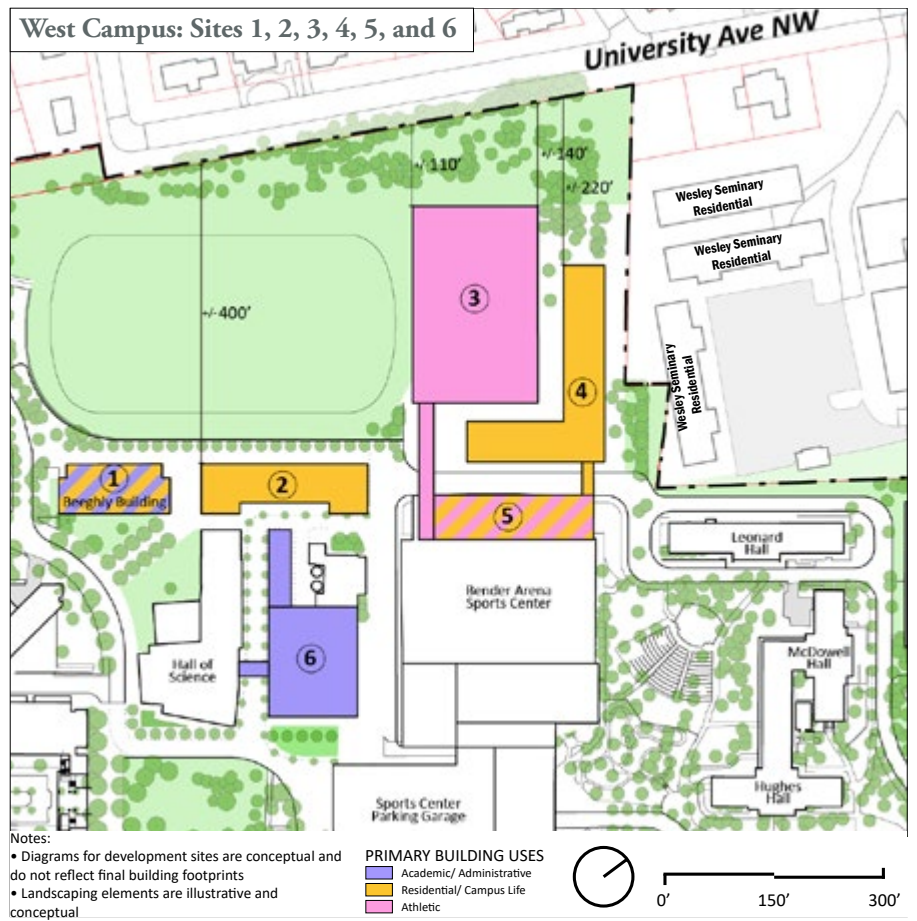 West Campus: Sites 1, 2, 3, 4, 5, and 6
University Ave NW
+/-110’
+/-140’
+/-220’
Wesley Seminary
Residential
Wesley Seminary
Residential
Wesley Seminary
Residential
+/-400’
3
4
1
Beeghly Building
2
5
Leonard
Hall
Bender Arena
Sports Center
6
Hall of
Science
McDowell
Hall
Hughes
Hall
Sports Center
Parking Garage
Notes:
• Diagrams for development sites are conceptual and
do not reflect final building footprints
• Landscaping elements are illustrative and
conceptual
PRIMARY BUILDING USES
Academic/ Administrative
Residential/ Campus Life
Athletic
0’
150’
300’